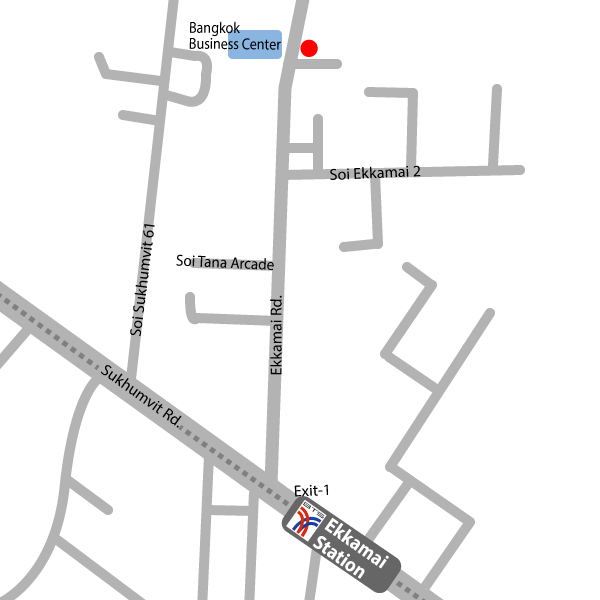 Bangkok
Business Center
Soi Ekkamai 2
Soi Sukhumvit 61
Soi Tana Arcade
Ekkamai Rd.
Sukhumvit Rd.
Exit-1
Ekkamai
Station